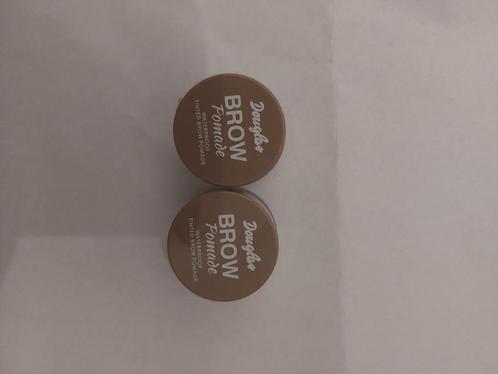 Douglas
BROW
Pomade
WATERPROOF
TINTED BROW POMADE
Douglas
BROW
Pomade
WATERPROOF
TINTED BROW POMADE